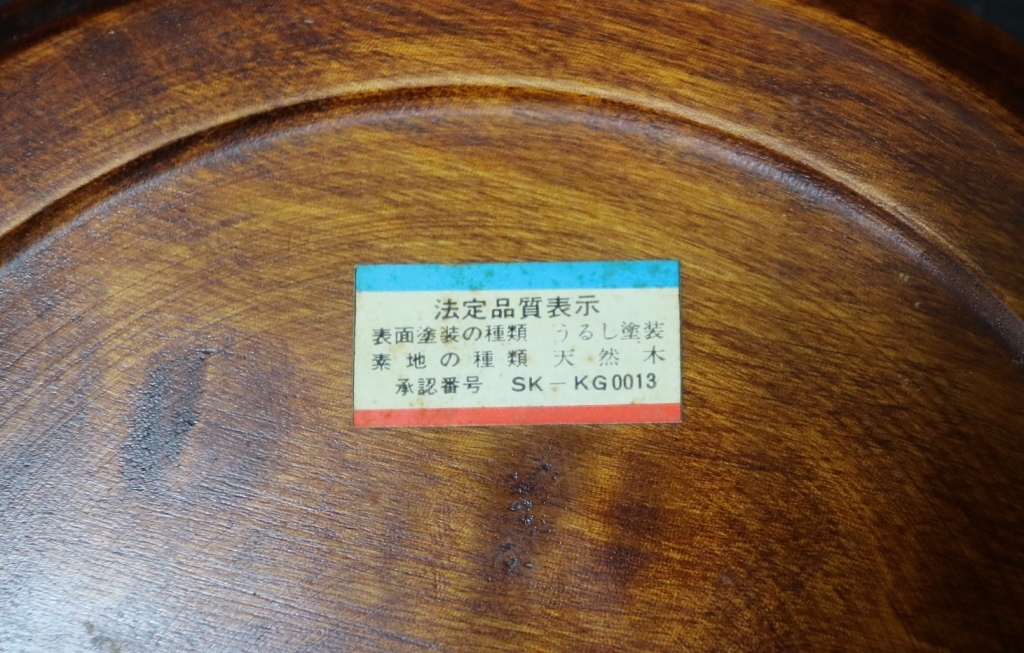 法定品質表示
表面塗装の種類 うるし塗装
素地の種類 天然木
承認番号 SK-KG0013